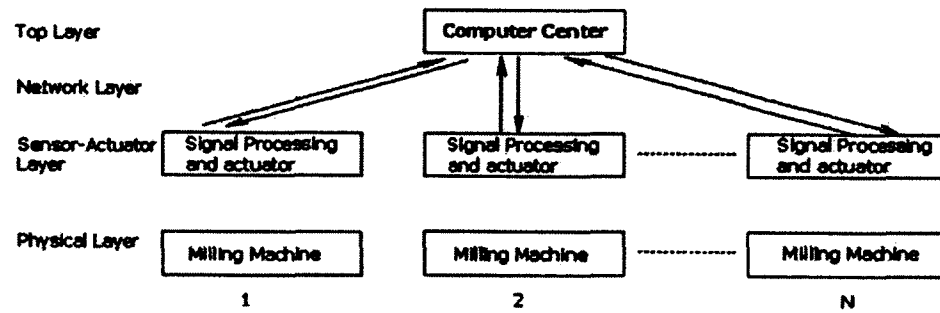 Top Layer
Computer Center
Network Layer
Sensor-Actuator
Layer
Signal Processing
and actuator
Signal Processing
and actuator
Signal Processing
and actuator
Physical Layer
Milling Machine
Milling Machine
Milling Machine
1
2
N